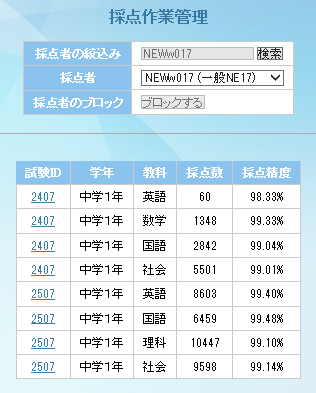 採点作業管理
採点者の絞込み NEWw017 検索
採点者 NEWw017 (一般NE17)
採点者のブロック ブロックする
試験ID 学年 教科 採点数 採点精度
2407 中学1年 英語 60 98.33%
2407 中学1年 数学 1348 99.33%
2407 中学1年 国語 2842 99.04%
2407 中学1年 社会 5501 99.01%
2507 中学1年 英語 8603 99.40%
2507 中学1年 国語 6459 99.48%
2507 中学1年 理科 10447 99.10%
2507 中学1年 社会 9598 99.14%